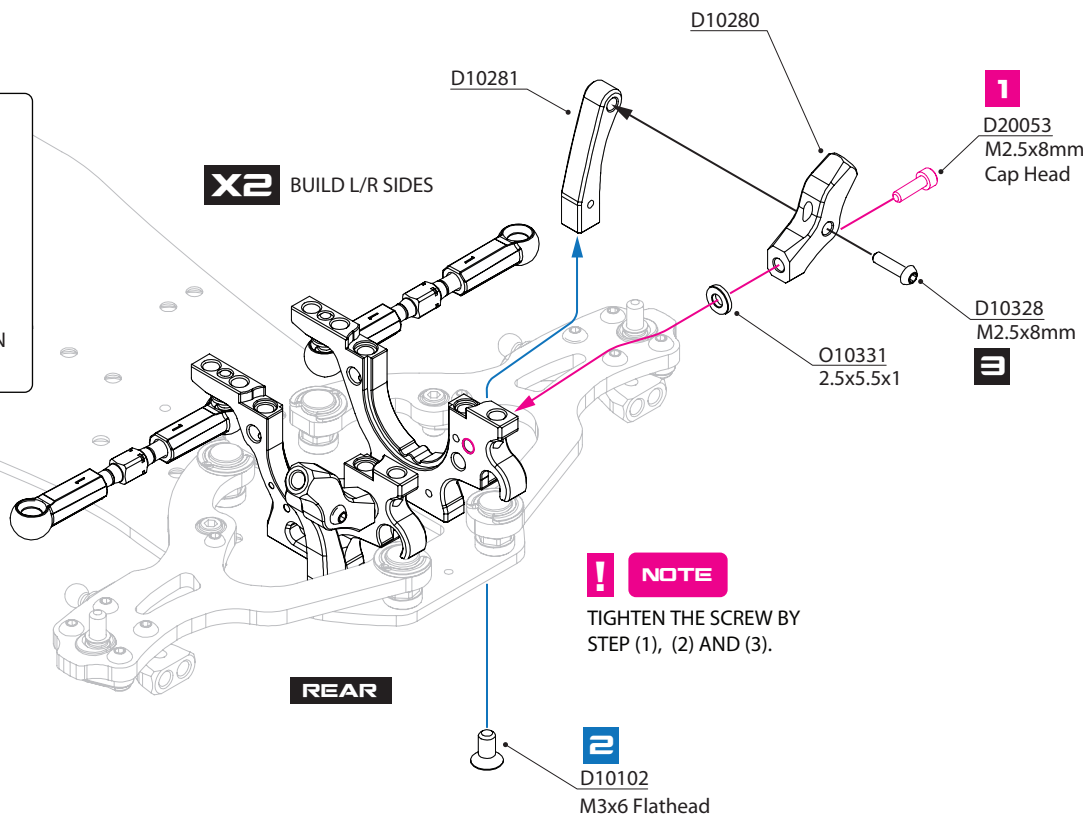 D10280
D10281
1
D20053
M2.5x8mm
Cap Head
X2 BUILD L/R SIDES
D10328
M2.5x8mm
3
O10331
2.5x5.5x1
N
! NOTE
TIGHTEN THE SCREW BY
STEP (1), (2) AND (3).
REAR
2
D10102
M3x6 Flathead